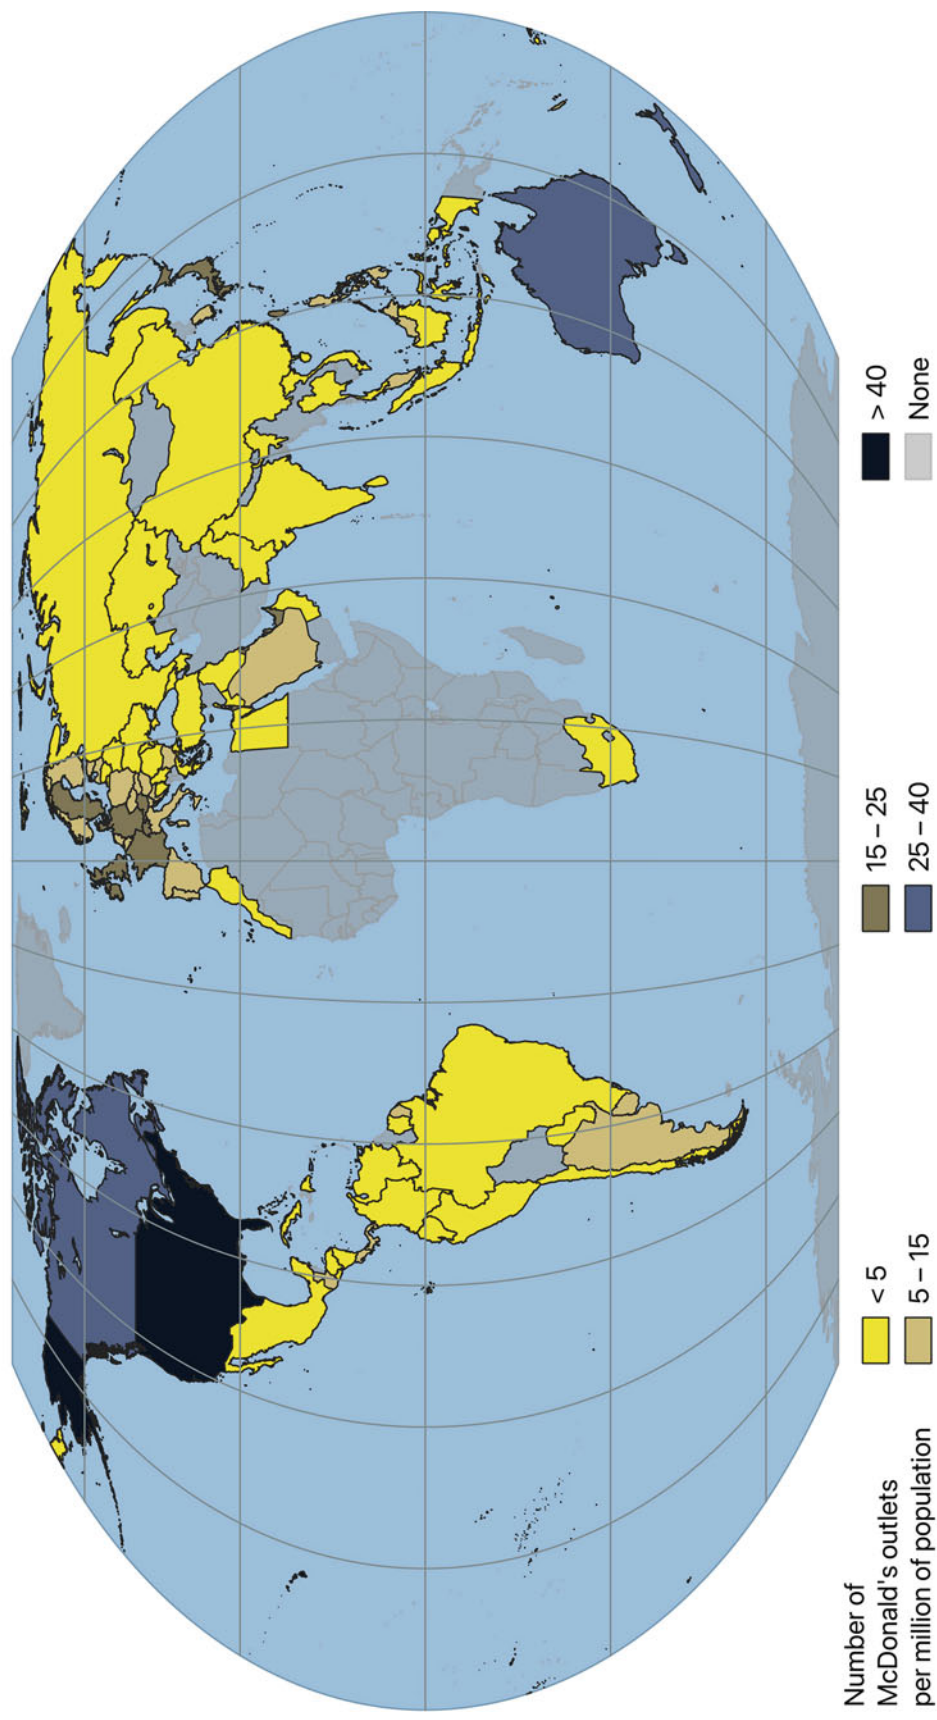 Number of
McDonald's outlets
per million of population
< 5
5 – 15
15 – 25
25 – 40
> 40
None